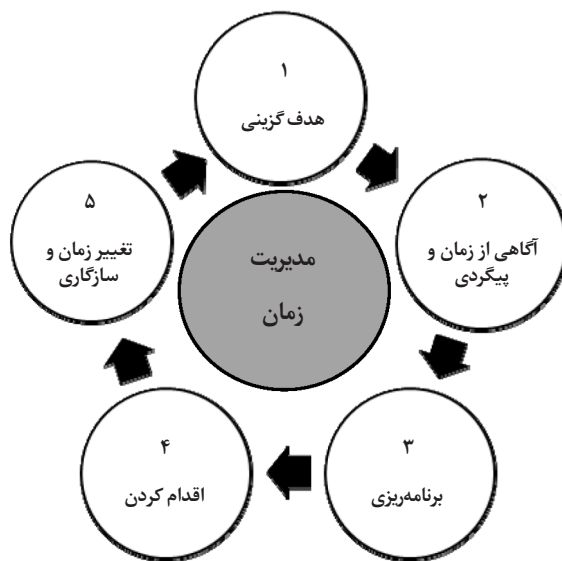 ۱
هدف گزینی
۲
آگاهی از زمان و
پیگردی
۳
برنامه‌ریزی
۴
اقدام کردن
۵
تغییر زمان و
سازگاری
مدیریت
زمان